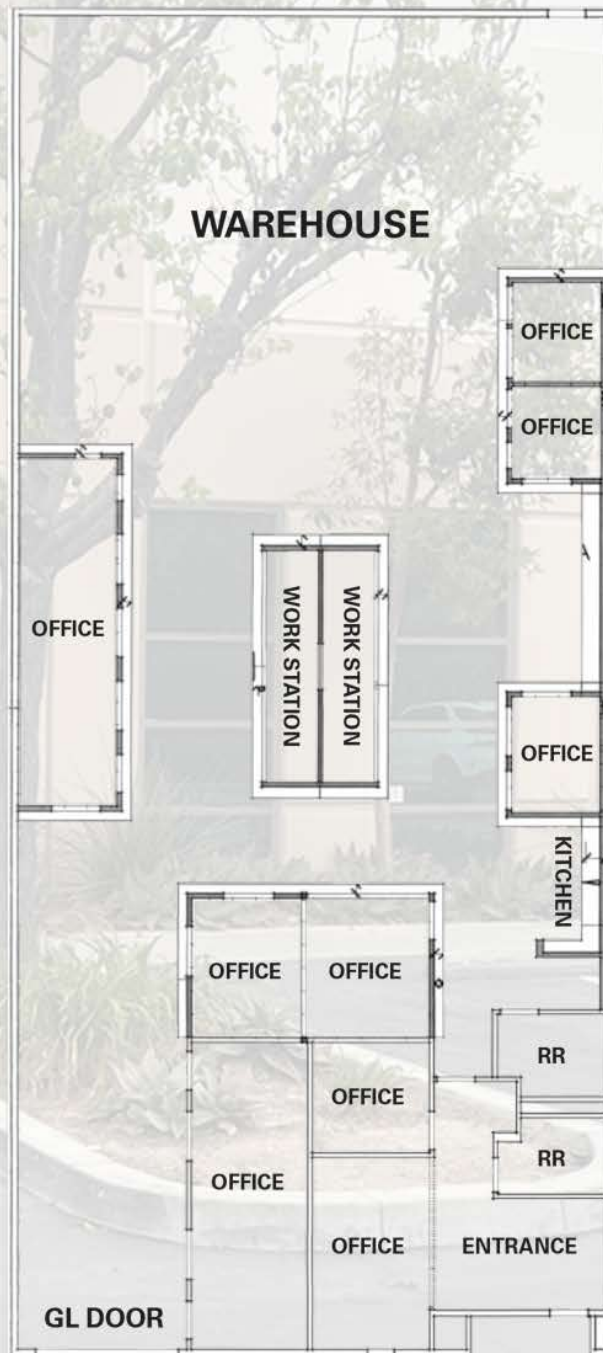 WAREHOUSE
OFFICE
OFFICE
OFFICE
WORK STATION
WORK STATION
OFFICE
KITCHEN
OFFICE
OFFICE
RR
OFFICE
RR
OFFICE
OFFICE
ENTRANCE
GL DOOR